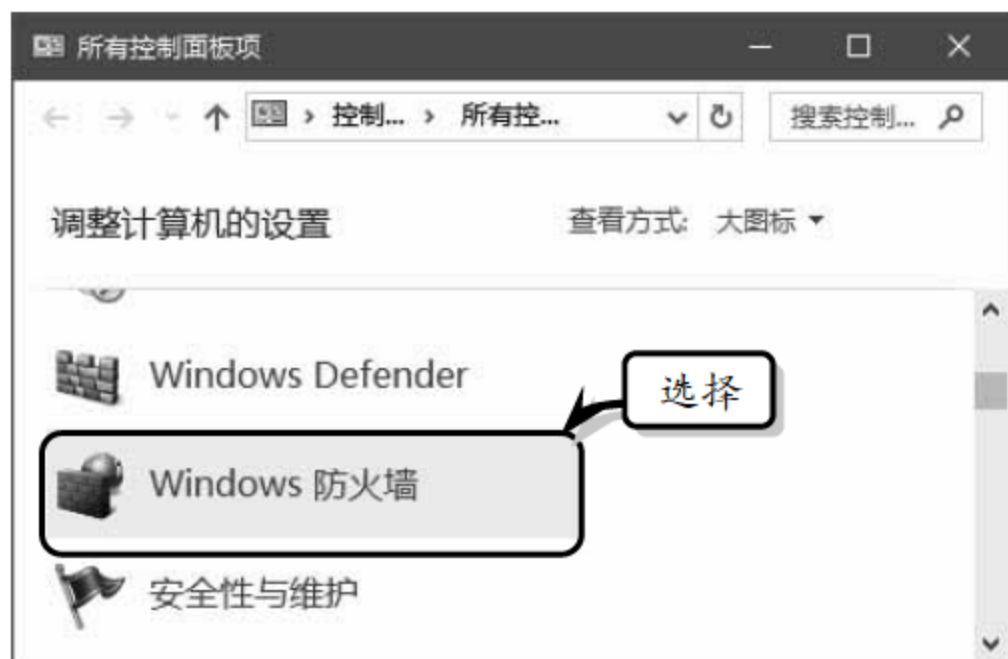 所有控制面板项
控制... 所有控... 搜索控制...
调整计算机的设置 查看方式: 大图标
Windows Defender
选择
Windows 防火墙
安全性与维护